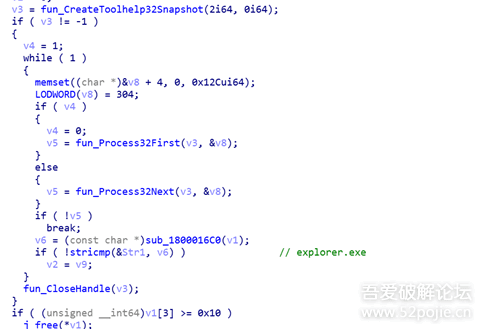 v3 = fun_CreateToolhelp32Snapshot(2i64, 0i64);
if ( v3 != -1 )
{
v4 = 1;
while ( 1 )
{
memset((char *)&v8 + 4, 0, 0x12Cui64);
LODWORD(v8) = 304;
if ( v4 )
{
v4 = 0;
v5 = fun_Process32First(v3, &v8);
}
else
{
v5 = fun_Process32Next(v3, &v8);
}
if ( !v5 )
break;
v6 = (const char *)sub_1800016C0(v1);
if ( !stricmp(&Str1, v6) ) // explorer.exe
v2 = v9;
}
fun_CloseHandle(v3);
}
if ( (unsigned __int64)v1[3] >= 0x10 )
j_free(*v1);
吾爱破解论坛
www.52pojie.cn